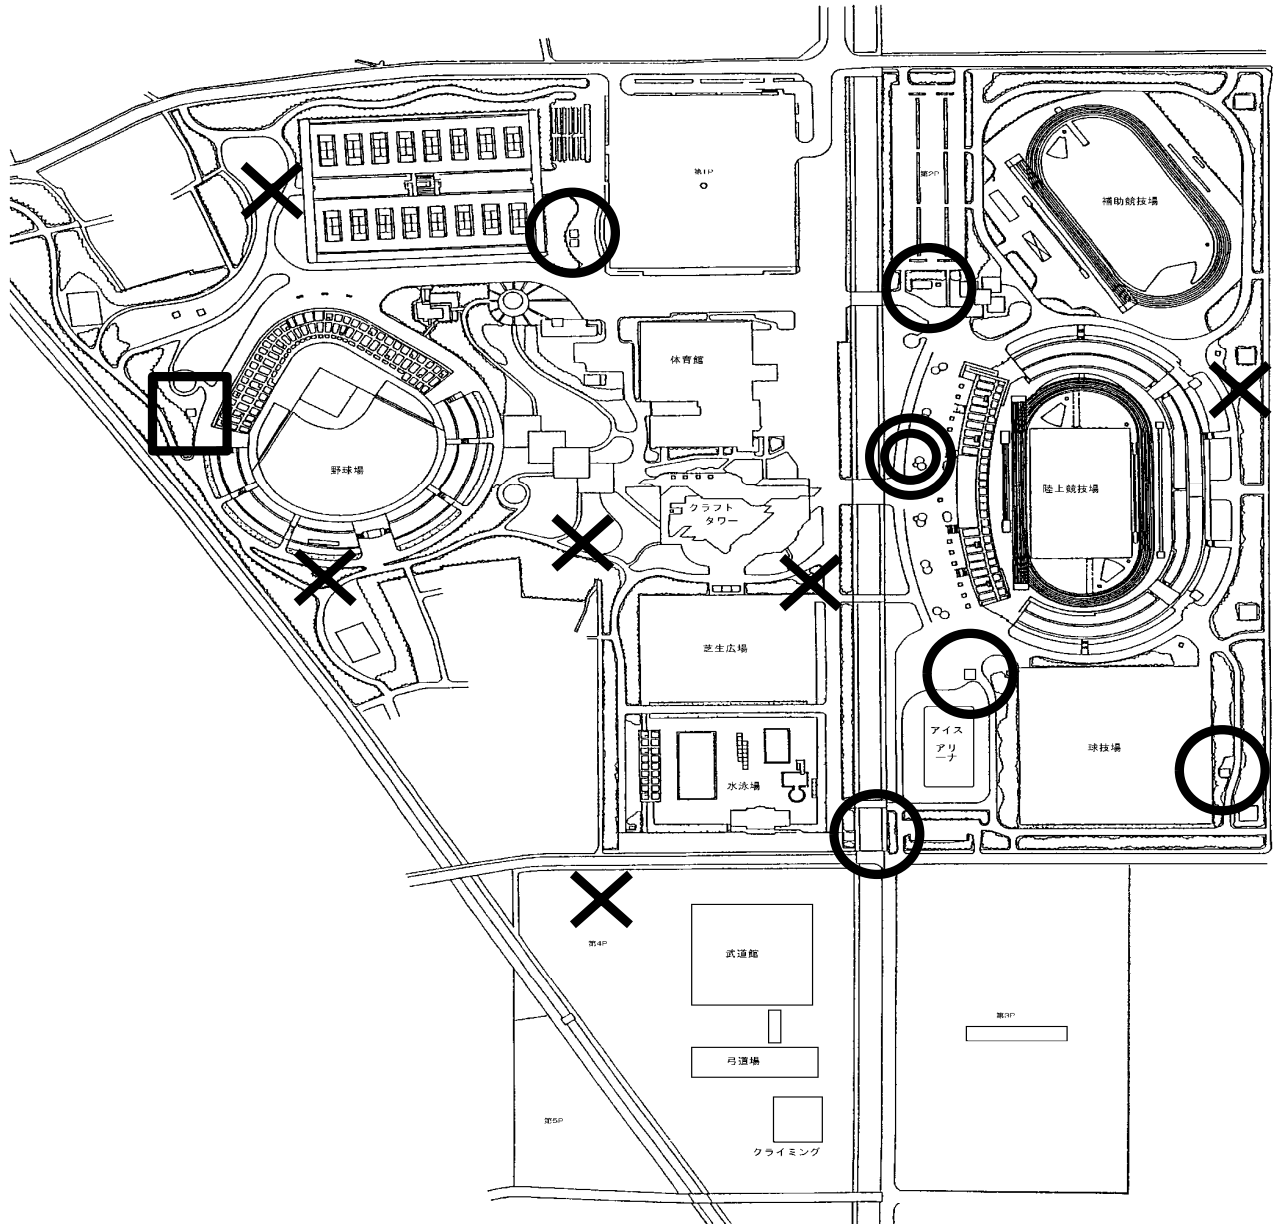 第1P
第2P
補助競技場
体育館
野球場
陸上競技場
クラフト
タワー
芝生広場
アイス
アリ
ーナ
球技場
水泳場
第4P
武道館
第3P
弓道場
第5P
クライミング